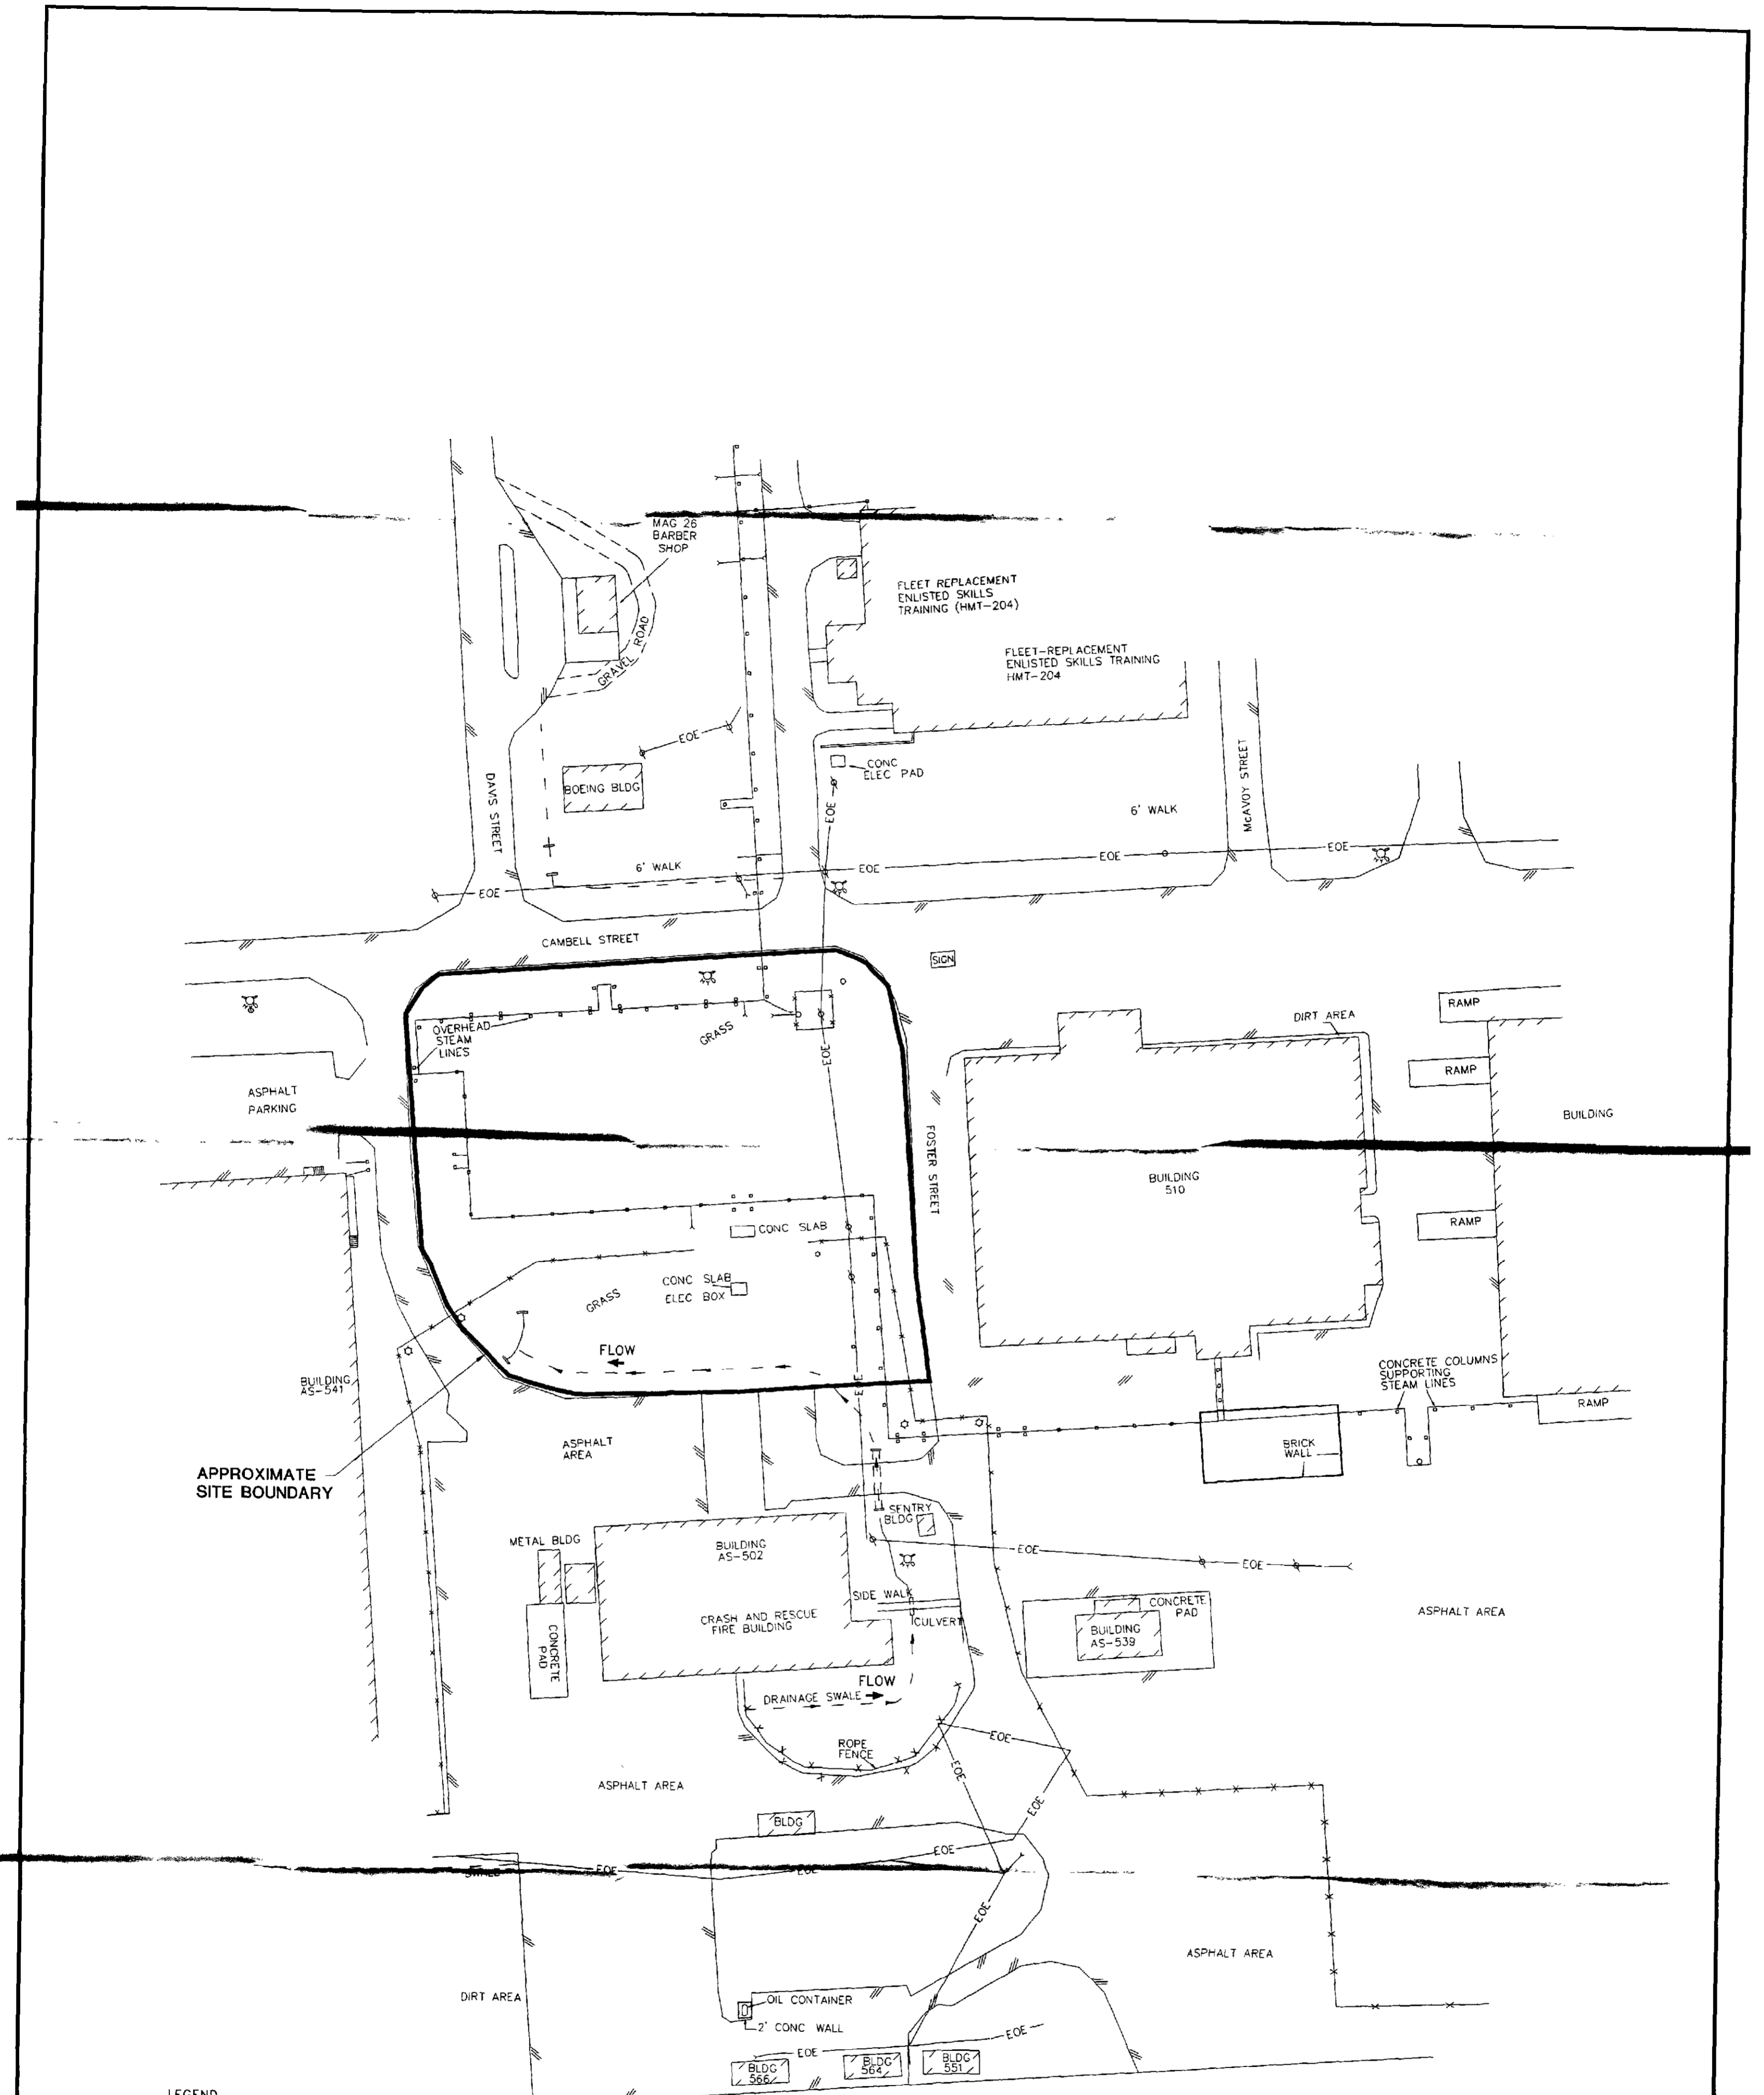 MAG 26
BARBER
SHOP
FLEET REPLACEMENT
ENLISTED SKILLS
TRAINING (HMT-204)
GRAVEL ROAD
FLEET-REPLACEMENT
ENLISTED SKILLS TRAINING
HMT-204
EOE
CONC
ELEC PAD
DAVIS STREET
BOEING BLDG
EOE
McAVOY STREET
6' WALK
6' WALK
EOE
EOE
EOE
EOE
CAMBELL STREET
SIGN
OVERHEAD
STEAM
LINES
GRASS
EOE
DIRT AREA
RAMP
RAMP
ASPHALT
PARKING
BUILDING
FOSTER STREET
BUILDING
510
RAMP
CONC SLAB
CONC SLAB
ELEC BOX
GRASS
FLOW
BUILDING
AS-541
EOE
CONCRETE COLUMNS
SUPPORTING
STEAM LINES
RAMP
ASPHALT
AREA
BRICK
WALL
APPROXIMATE
SITE BOUNDARY
SENTRY
BLDG
METAL BLDG
BUILDING
AS-502
EOE
EOE
SIDE WALK
CONCRETE
PAD
CRASH AND RESCUE
FIRE BUILDING
CULVERT
BUILDING
AS-539
ASPHALT AREA
CONCRETE
PAD
FLOW
DRAINAGE SWALE
ROPE
FENCE
EOE
EOE
ASPHALT AREA
EOE
BLDG
EOE
EOE
EOE
EOE
ASPHALT AREA
DIRT AREA
OIL CONTAINER
2' CONC WALL
EOE
EOE
BLDG
566
BLDG
564
BLDG
551
LEGEND